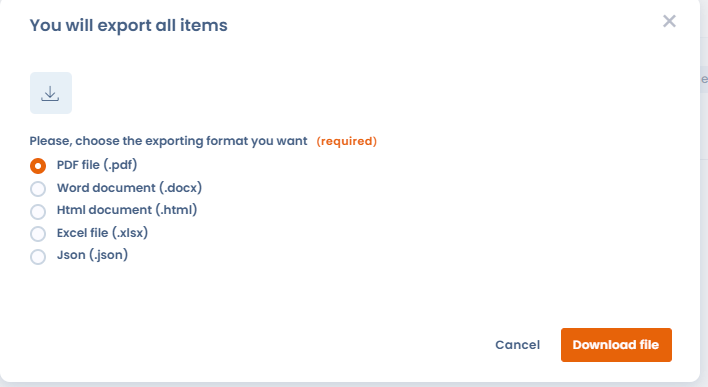 You will export all items
Please, choose the exporting format you want (required)
PDF file (.pdf)
Word document (.docx)
Html document (.html)
Excel file (.xlsx)
Json (.json)
Cancel Download file